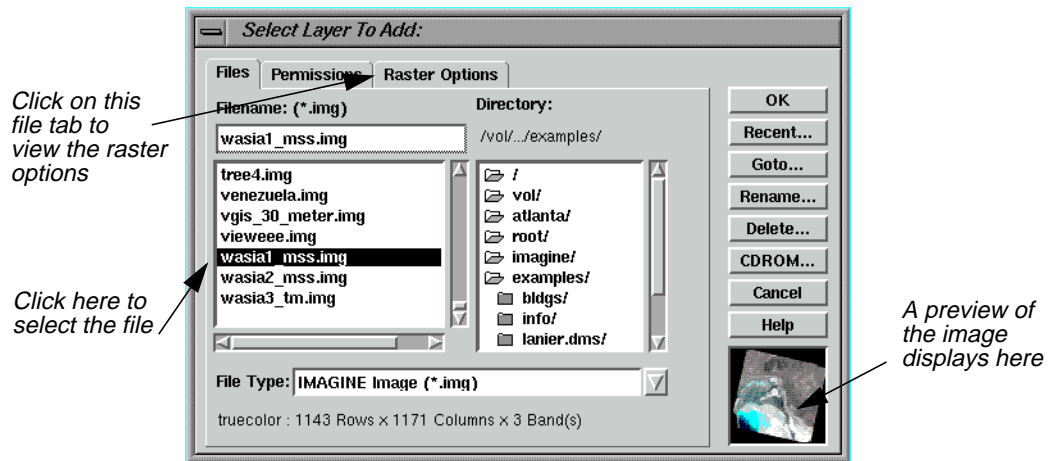 Select Layer To Add:
Files Permissions Raster Options
Filename: (*.img)
Directory:
wasia1_mss.img
/vol/.../examples/
tree4.img
venezuela.img
vgis_30_meter.img
vieweee.img
wasia1_mss.img
wasia2_mss.img
wasia3_tm.img
/
vol/
atlanta/
root/
imagine/
examples/
bldgs/
info/
lanier.dms/
File Type: IMAGINE Image (*.img)
truecolor : 1143 Rows × 1171 Columns × 3 Band(s)
OK
Recent...
Goto...
Rename...
Delete...
CDROM...
Cancel
Help
Click on this
file tab to
view the raster
options
Click here to
select the file
A preview of
the image
displays here